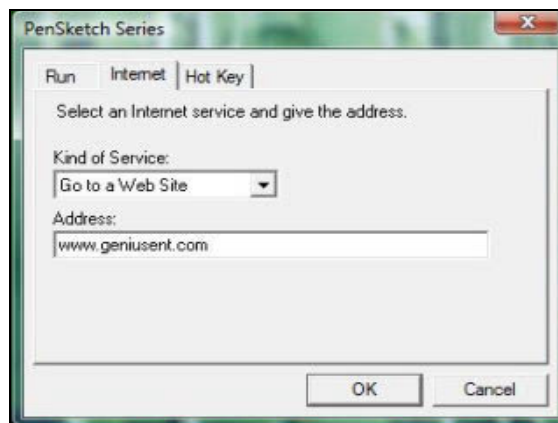 PenSketch Series
Run Internet Hot Key
Select an Internet service and give the address.
Kind of Service:
Go to a Web Site
Address:
www.geniusent.com
OK Cancel